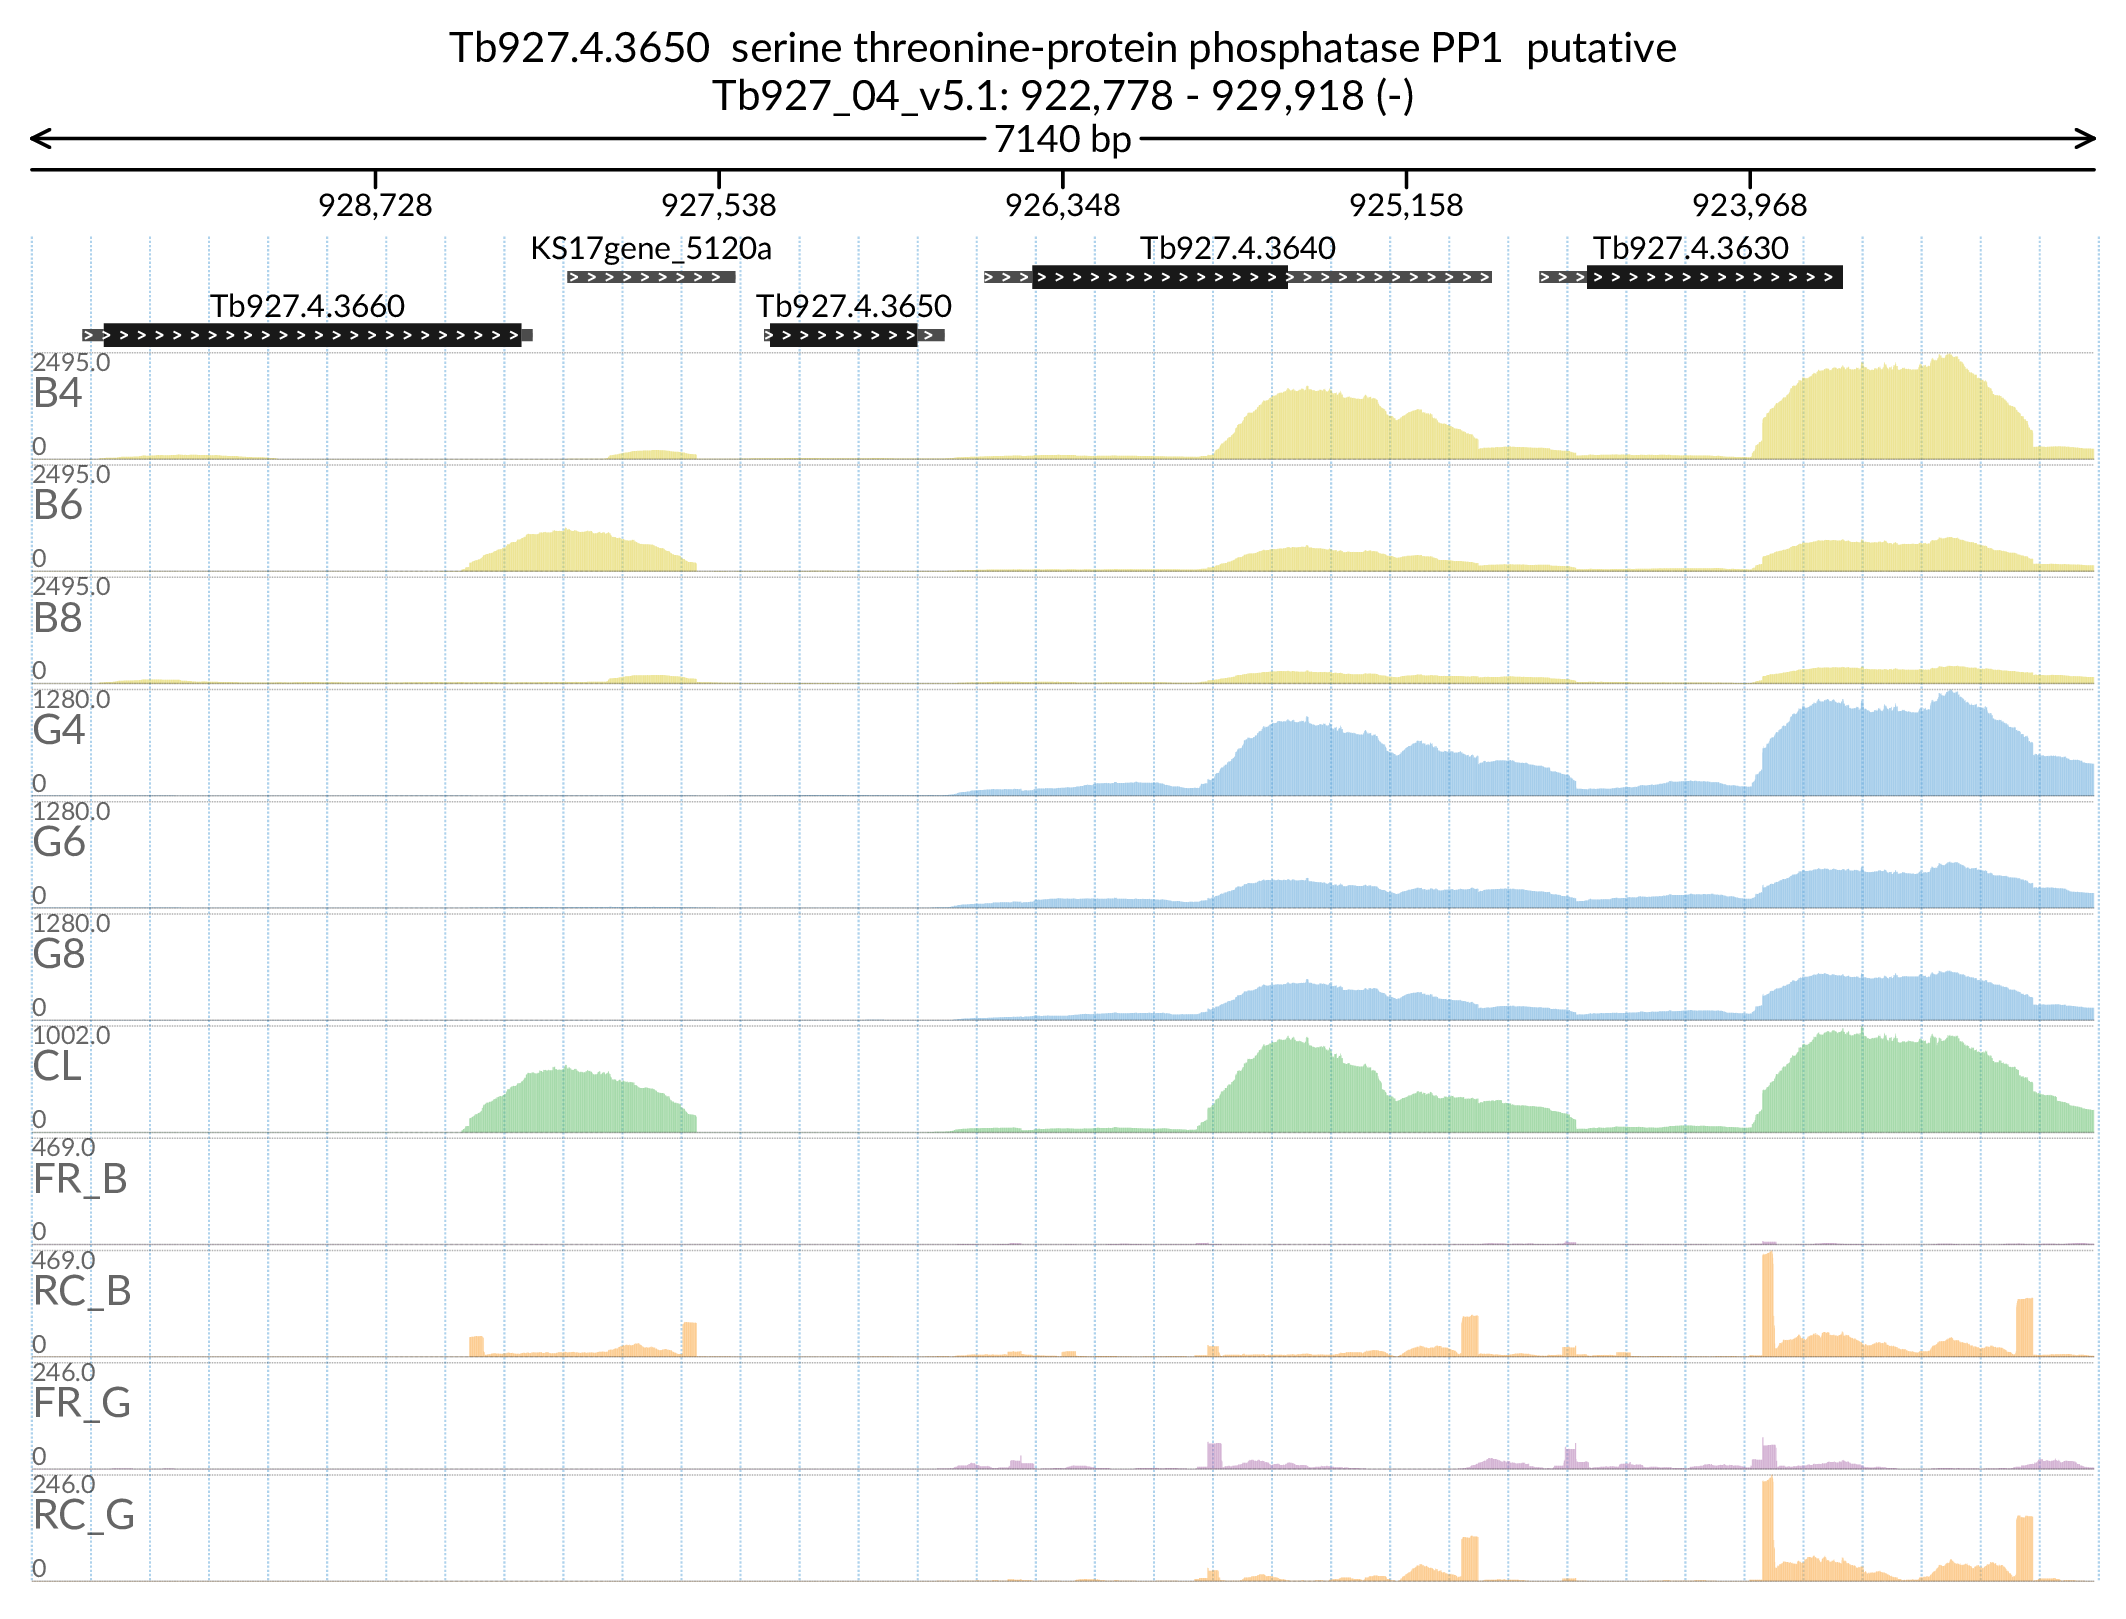 Tb927.4.3650  serine threonine-protein phosphatase PP1  putative
Tb927_04_v5.1: 922,778 - 929,918 (-)
7140 bp
928,728 927,538 926,348 925,158 923,968
KS17gene_5120a Tb927.4.3640 Tb927.4.3630
Tb927.4.3660 Tb927.4.3650
2495.0
B4
0
2495.0
B6
0
2495.0
B8
0
1280.0
G4
0
1280.0
G6
0
1280.0
G8
0
1002.0
CL
0
469.0
FR_B
0
469.0
RC_B
0
246.0
FR_G
0
246.0
RC_G
0